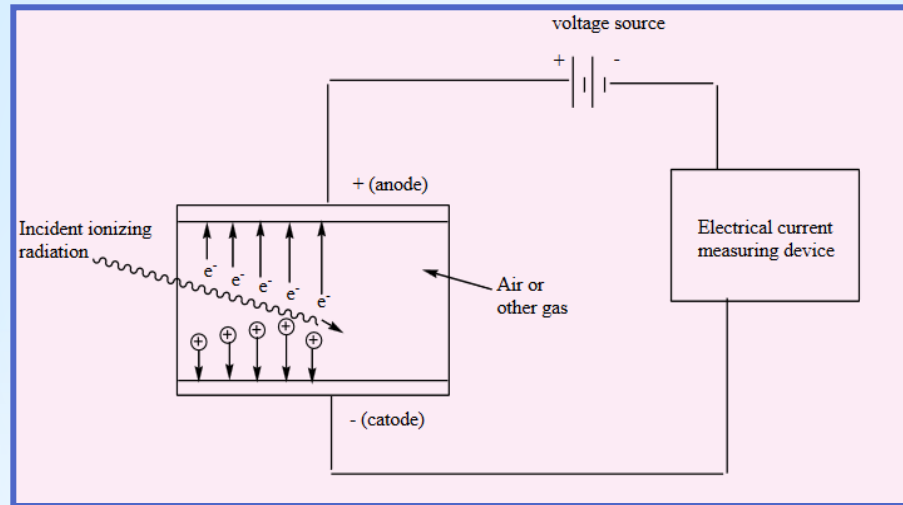 voltage source
+ -
+ (anode)
Incident ionizing
radiation
Electrical current
measuring device
e- e- e- e- e-
Air or
other gas
+ + + + +
- (catode)